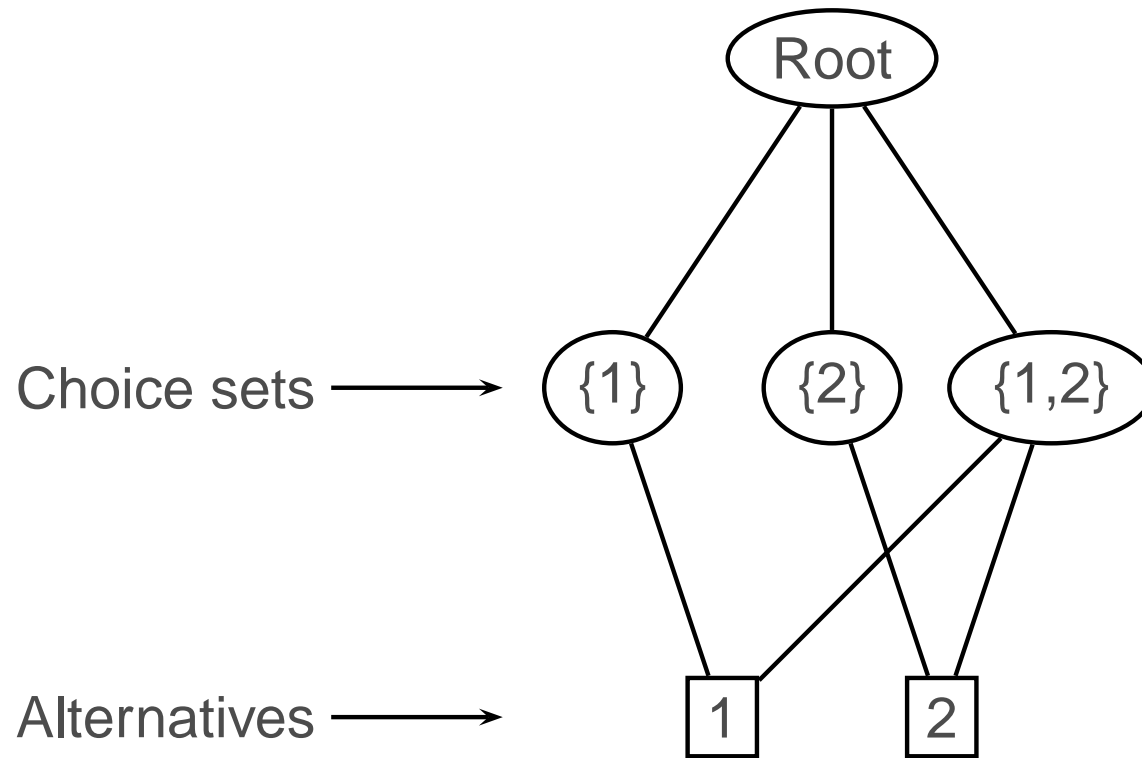 Root
Choice sets
{1}
{2}
{1,2}
Alternatives
1
2